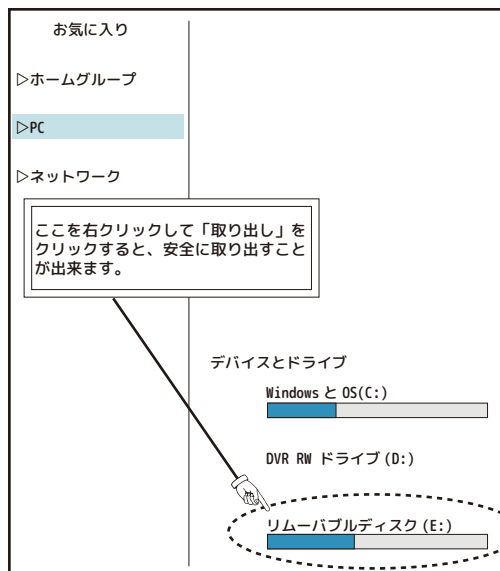 お気に入り
▷ホームグループ
▷PC
▷ネットワーク
ここを右クリックして「取り出し」を
クリックすると、安全に取り出すこと
が出来ます。
デバイスとドライブ
Windows と OS(C:)
DVR RW ドライブ (D:)
リムーバブルディスク (E:)